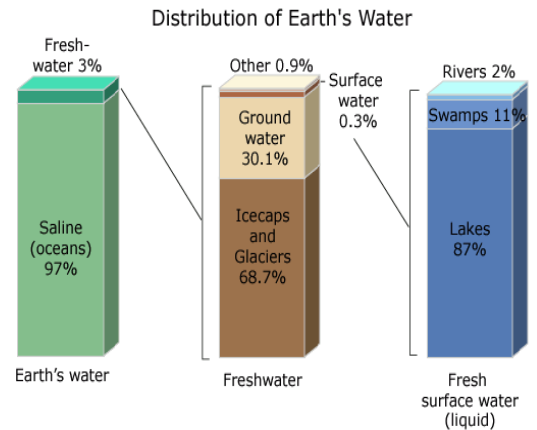 Distribution of Earth's Water
Fresh-
water 3%
Saline
(oceans)
97%
Earth's water
Other 0.9%
Surface
water
0.3%
Ground
water
30.1%
Icecaps
and
Glaciers
68.7%
Freshwater
Rivers 2%
Swamps 11%
Lakes
87%
Fresh
surface water
(liquid)